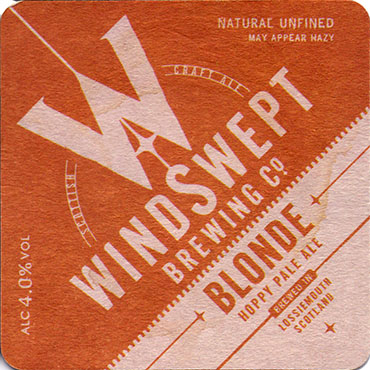 NATURAL UNFINED
MAY APPEAR HAZY
W
SCOTTISH CRAFT ALE
WINDSWEPT
BREWING Co
BLONDE
HOPPY PALE ALE
BREWED IN
LOSSIEMOUTH
SCOTLAND
ALC 4.0% VOL